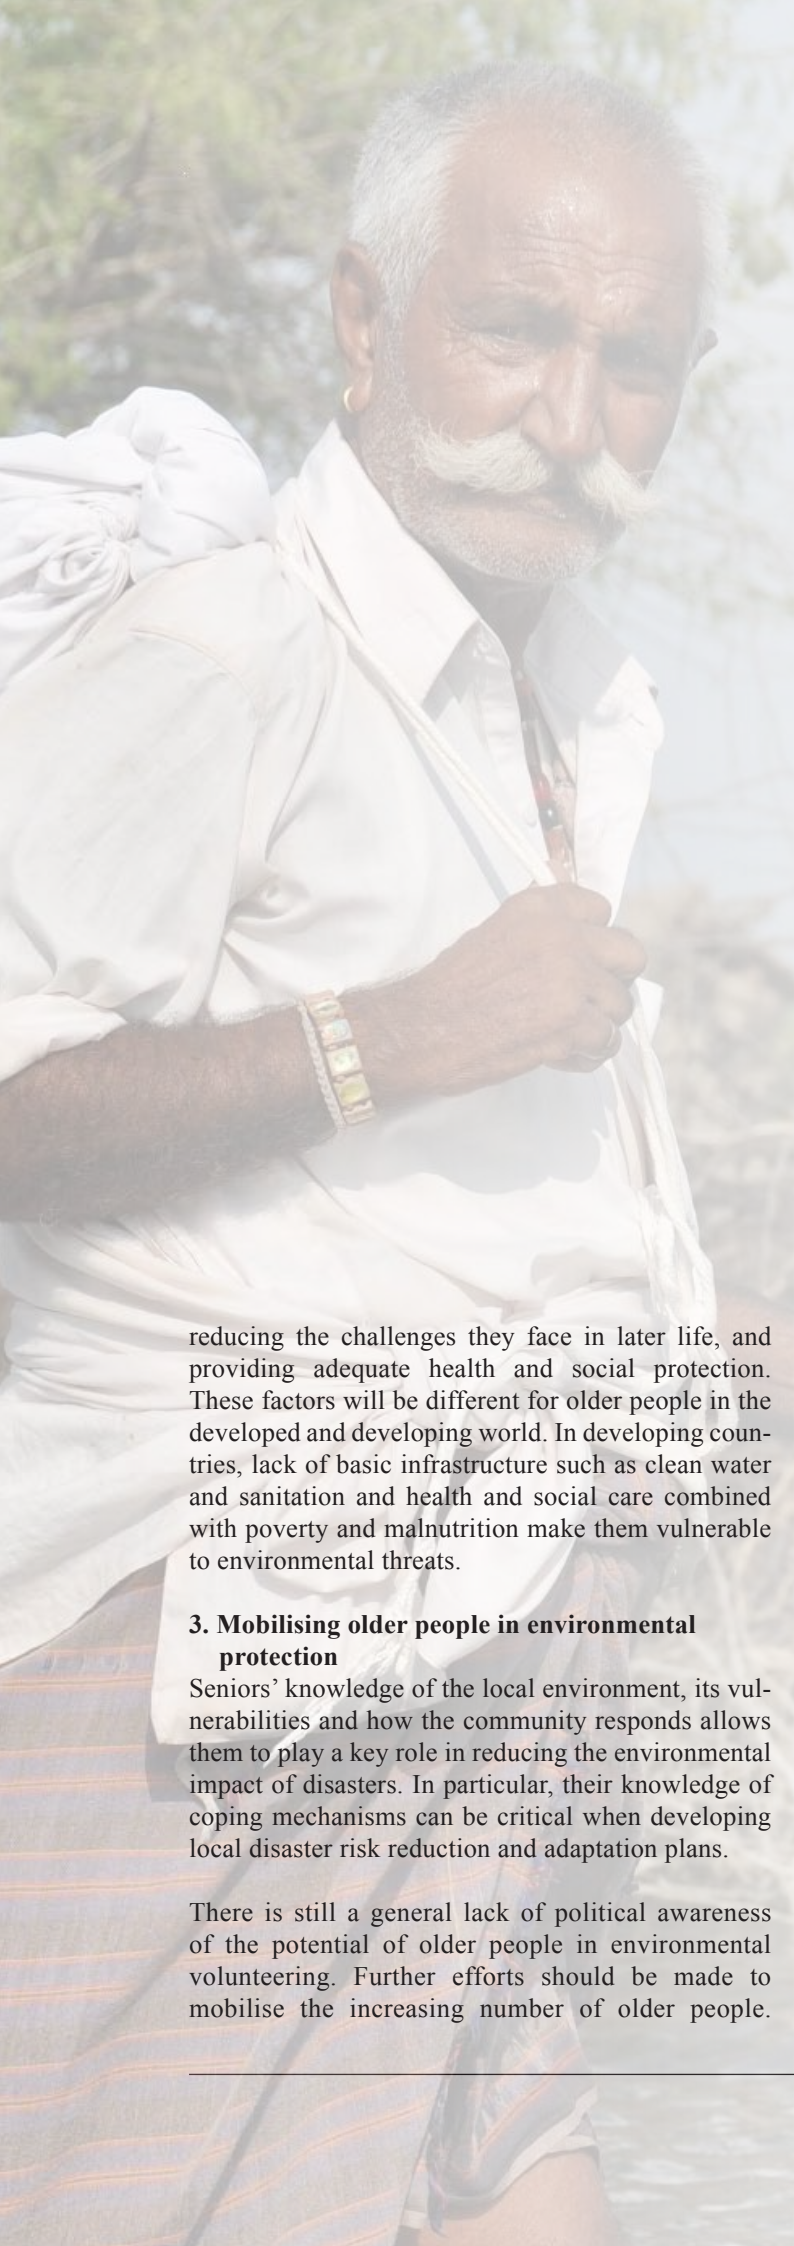 reducing the challenges they face in later life, and
providing adequate health and social protection.
These factors will be different for older people in the
developed and developing world. In developing coun-
tries, lack of basic infrastructure such as clean water
and sanitation and health and social care combined
with poverty and malnutrition make them vulnerable
to environmental threats.
3. Mobilising older people in environmental
protection
Seniors’ knowledge of the local environment, its vul-
nerabilities and how the community responds allows
them to play a key role in reducing the environmental
impact of disasters. In particular, their knowledge of
coping mechanisms can be critical when developing
local disaster risk reduction and adaptation plans.
There is still a general lack of political awareness
of the potential of older people in environmental
volunteering. Further efforts should be made to
mobilise the increasing number of older people.